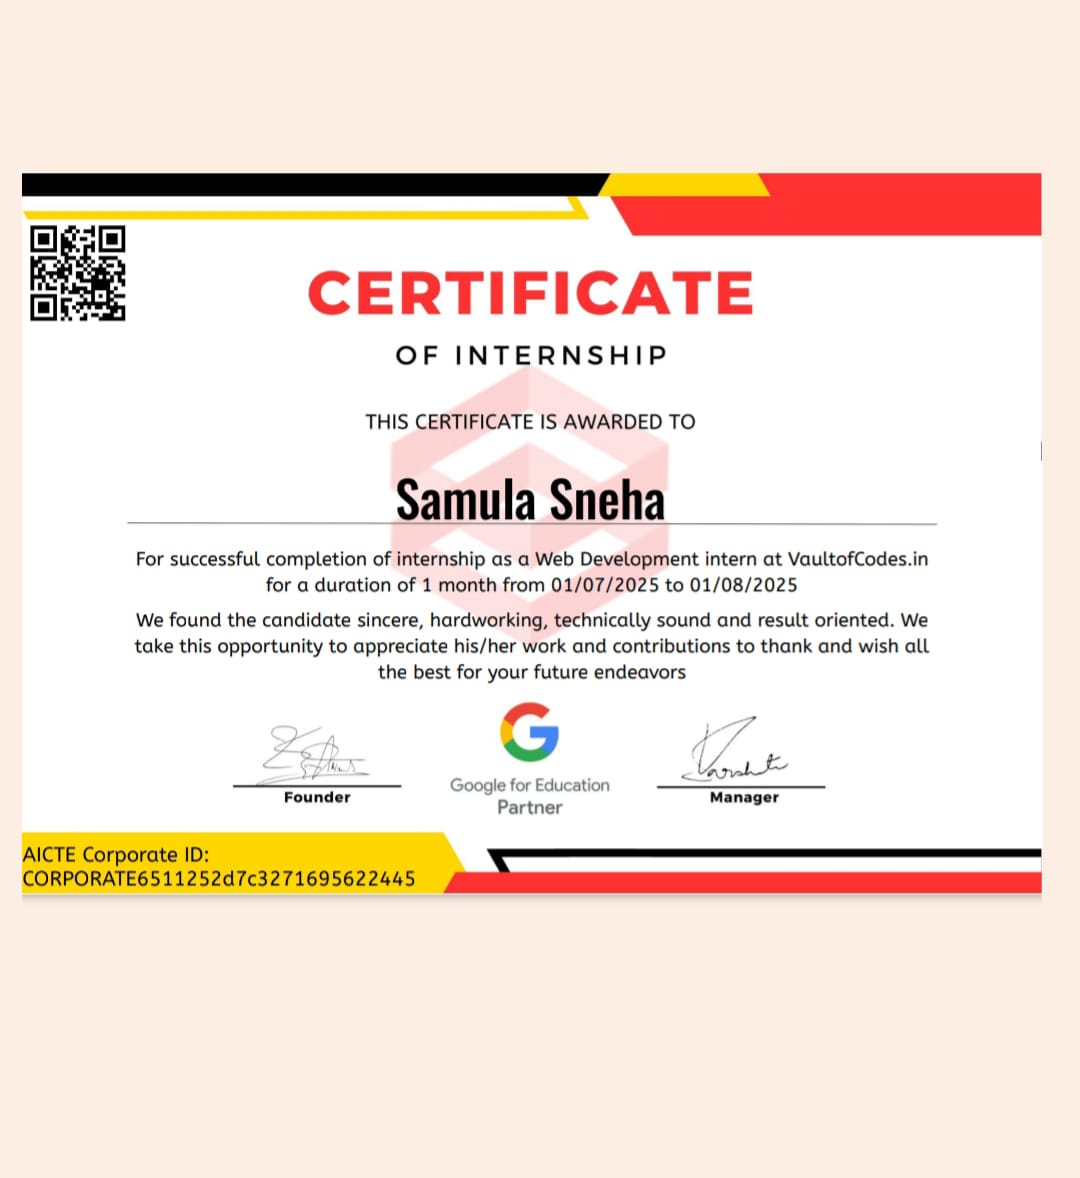 CERTIFICATE
OF INTERNSHIP
THIS CERTIFICATE IS AWARDED TO
Samula Sneha
For successful completion of internship as a Web Development intern at VaultofCodes.in
for a duration of 1 month from 01/07/2025 to 01/08/2025
We found the candidate sincere, hardworking, technically sound and result oriented. We
take this opportunity to appreciate his/her work and contributions to thank and wish all
the best for your future endeavors
Founder
Google for Education
Partner
Manager
AICTE Corporate ID:
CORPORATE6511252d7c3271695622445